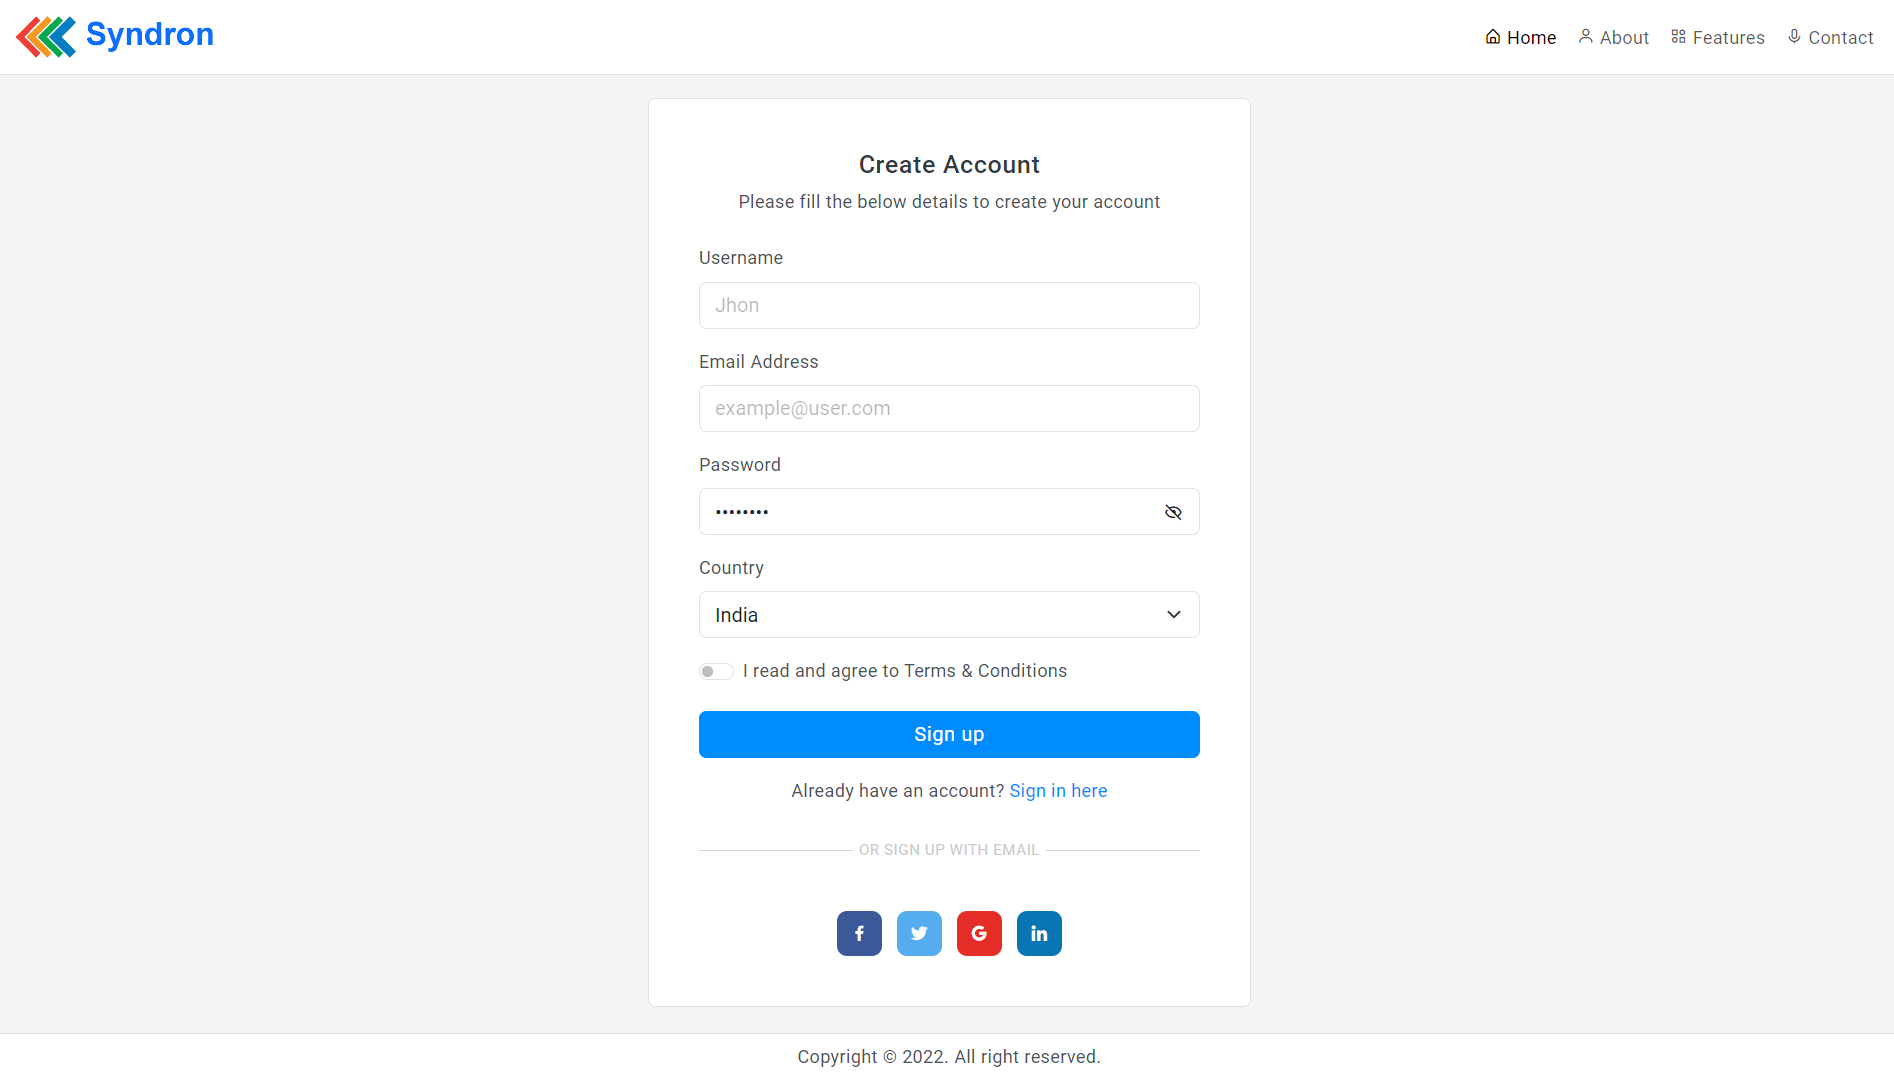 Syndron
Home About Features Contact
Create Account
Please fill the below details to create your account
Username
Jhon
Email Address
example@user.com
Password
••••••••
Country
India
I read and agree to Terms & Conditions
Sign up
Already have an account? Sign in here
OR SIGN UP WITH EMAIL
f G in
Copyright © 2022. All right reserved.